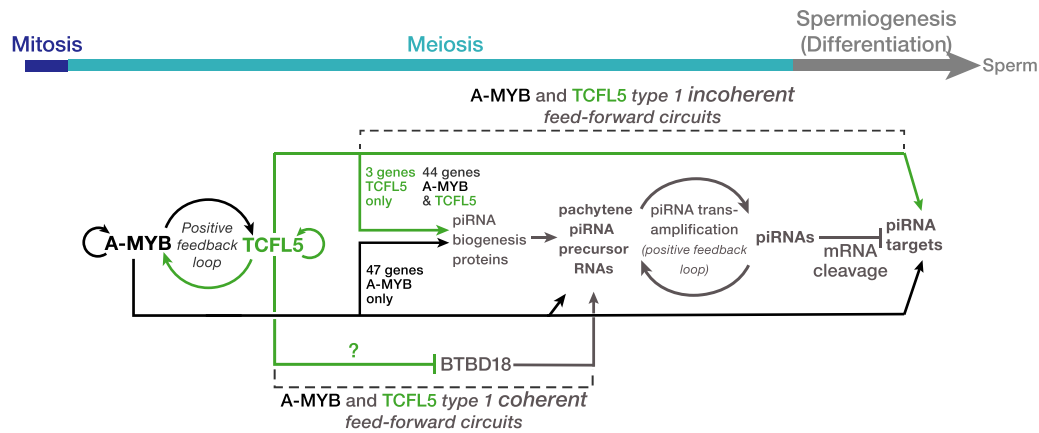 Spermiogenesis
(Differentiation)
Mitosis
Meiosis
Sperm
A-MYB and TCFL5 type 1 incoherent
feed-forward circuits
3 genes
TCFL5
only
44 genes
A-MYB
& TCFL5
piRNA
biogenesis
proteins
A-MYB
Positive
feedback
loop
TCFL5
47 genes
A-MYB
only
pachytene
piRNA
precursor
RNAs
piRNA trans-
amplification
(positive feedback
loop)
piRNAs
mRNA
cleavage
piRNA
targets
?
BTBD18
A-MYB and TCFL5 type 1 coherent
feed-forward circuits